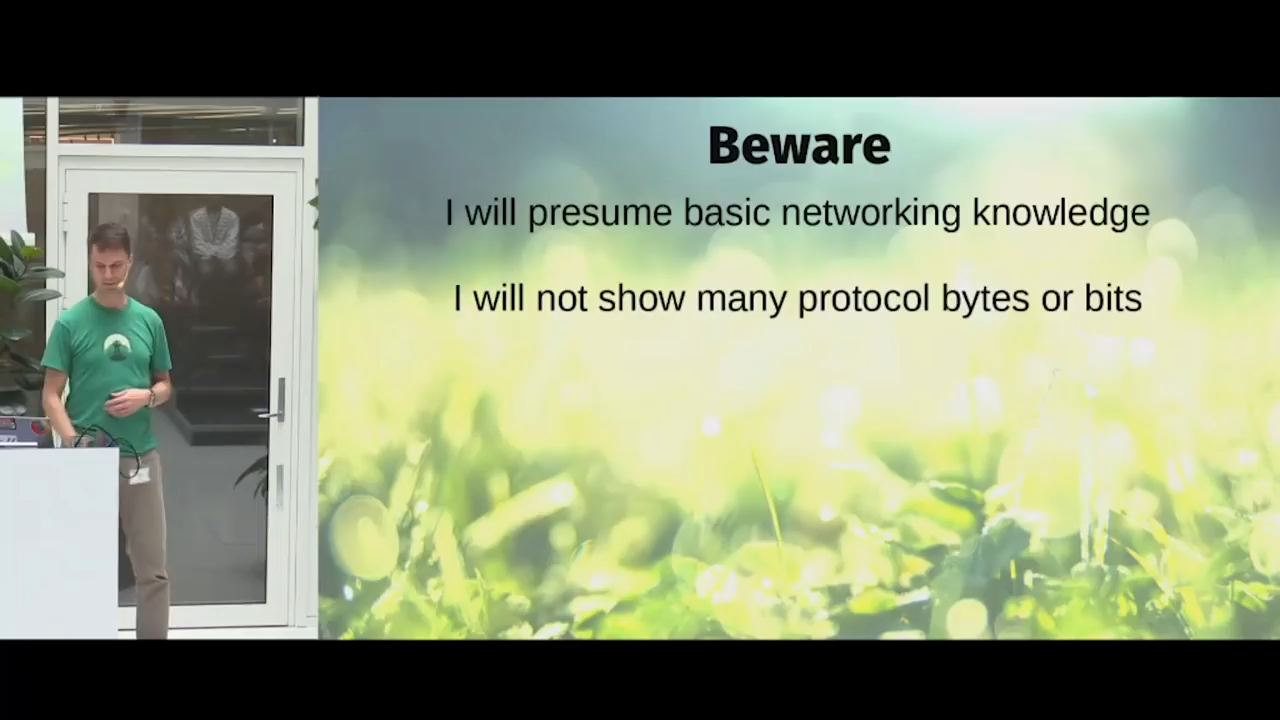 Beware
I will presume basic networking knowledge
I will not show many protocol bytes or bits